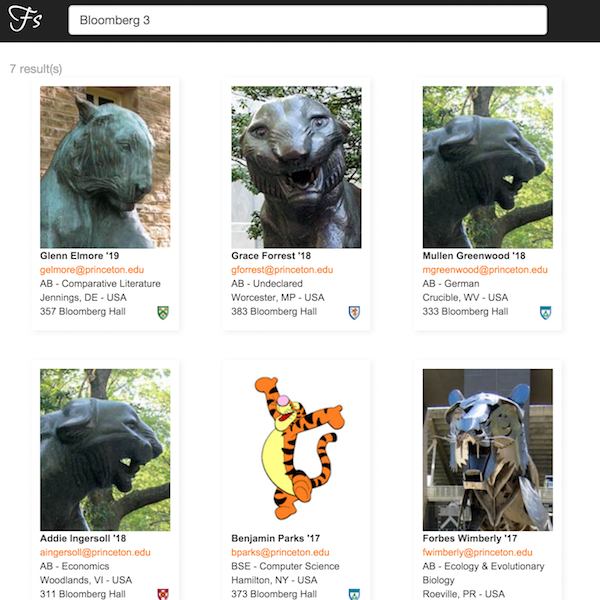 Fs
Bloomberg 3
7 result(s)
Glenn Elmore '19
gelmore@princeton.edu
AB - Comparative Literature
Jennings, DE - USA
357 Bloomberg Hall
Grace Forrest '18
gforrest@princeton.edu
AB - Undeclared
Worcester, MP - USA
383 Bloomberg Hall
Mullen Greenwood '18
mgreenwood@princeton.edu
AB - German
Crucible, WV - USA
333 Bloomberg Hall
Addie Ingersoll '18
aingersoll@princeton.edu
AB - Economics
Woodlands, VI - USA
311 Bloomberg Hall
Benjamin Parks '17
bparks@princeton.edu
BSE - Computer Science
Hamilton, NY - USA
373 Bloomberg Hall
Forbes Wimberly '17
fwimberly@princeton.edu
AB - Ecology & Evolutionary
Biology
Roeville, PR - USA